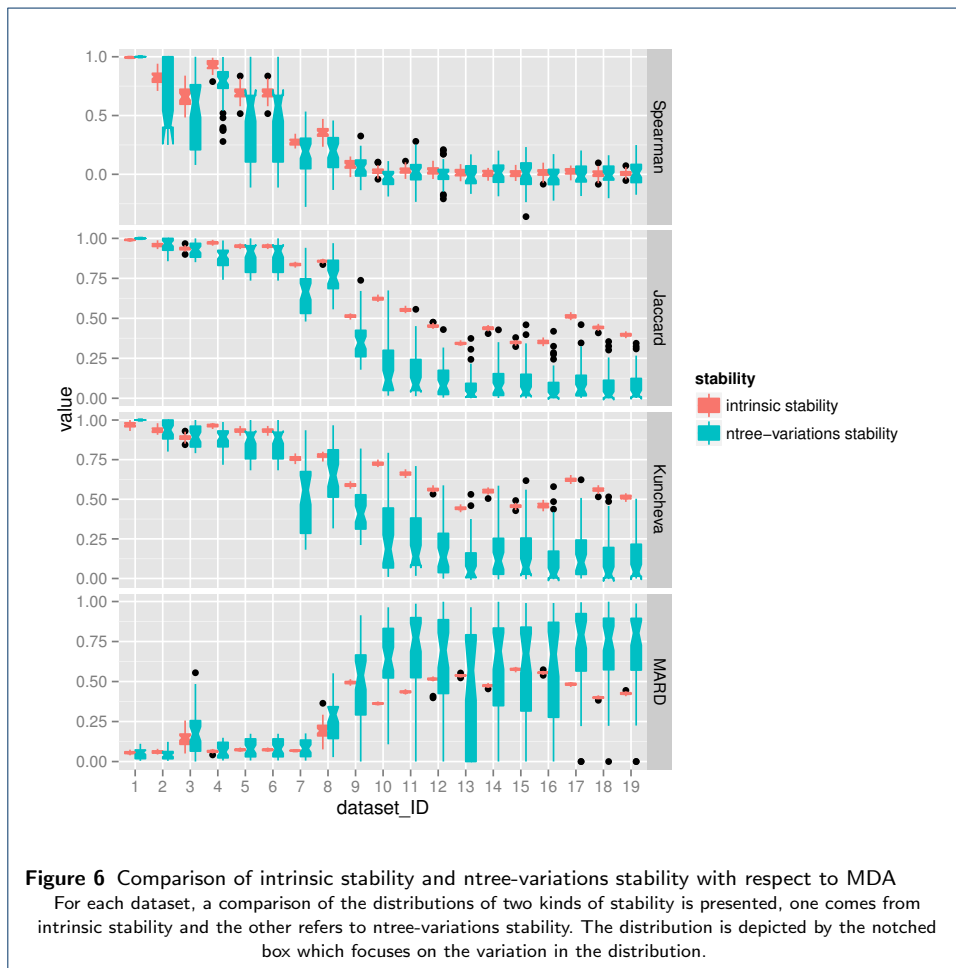 1.0
0.5
0.0
Spearman
1.00
0.75
0.50
0.25
0.00
Jaccard
1.00
0.75
0.50
0.25
0.00
Kuncheva
1.00
0.75
0.50
0.25
0.00
MARD
value
1 2 3 4 5 6 7 8 9 10 11 12 13 14 15 16 17 18 19
dataset_ID
stability
intrinsic stability
ntree−variations stability
Figure 6 Comparison of intrinsic stability and ntree-variations stability with respect to MDA
For each dataset, a comparison of the distributions of two kinds of stability is presented, one comes from
intrinsic stability and the other refers to ntree-variations stability. The distribution is depicted by the notched
box which focuses on the variation in the distribution.